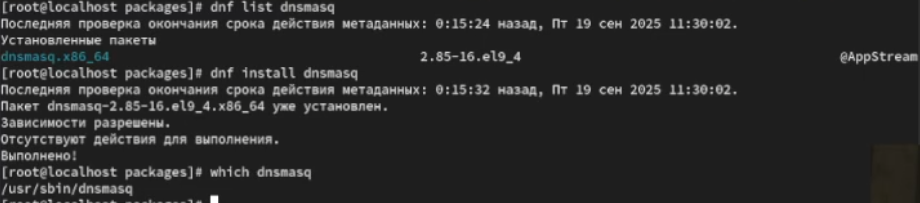 [root@localhost packages]# dnf list dnsmasq
Последняя проверка окончания срока действия метаданных: 0:15:24 назад, Пт 19 сен 2025 11:30:02.
Установленные пакеты
dnsmasq.x86_64 2.85-16.el9_4 @AppStream
[root@localhost packages]# dnf install dnsmasq
Последняя проверка окончания срока действия метаданных: 0:15:32 назад, Пт 19 сен 2025 11:30:02.
Пакет dnsmasq-2.85-16.el9_4.x86_64 уже установлен.
Зависимости разрешены.
Отсутствуют действия для выполнения.
Выполнено!
[root@localhost packages]# which dnsmasq
/usr/sbin/dnsmasq
[root@localhost packages]#